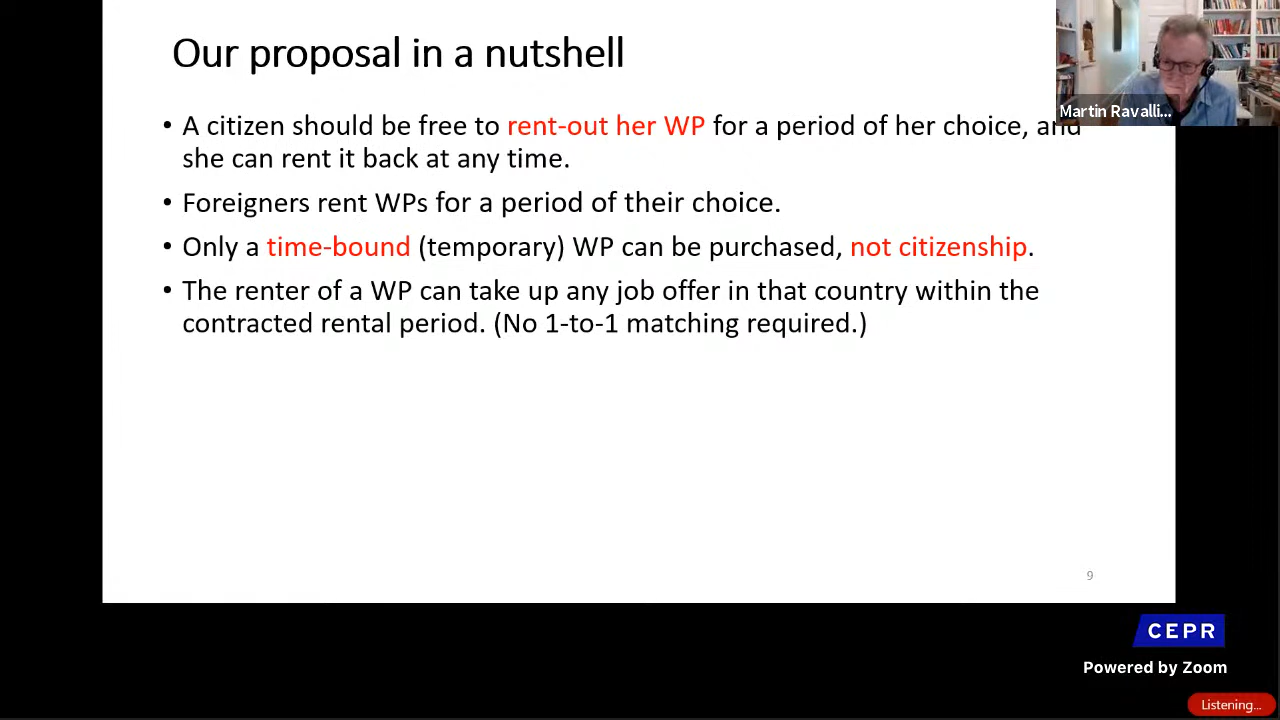 Our proposal in a nutshell
Martin Ravalli...
• A citizen should be free to rent-out her WP for a period of her choice, and
she can rent it back at any time.
• Foreigners rent WPs for a period of their choice.
• Only a time-bound (temporary) WP can be purchased, not citizenship.
• The renter of a WP can take up any job offer in that country within the
contracted rental period. (No 1-to-1 matching required.)
9
CEPR
Powered by Zoom
Listening...